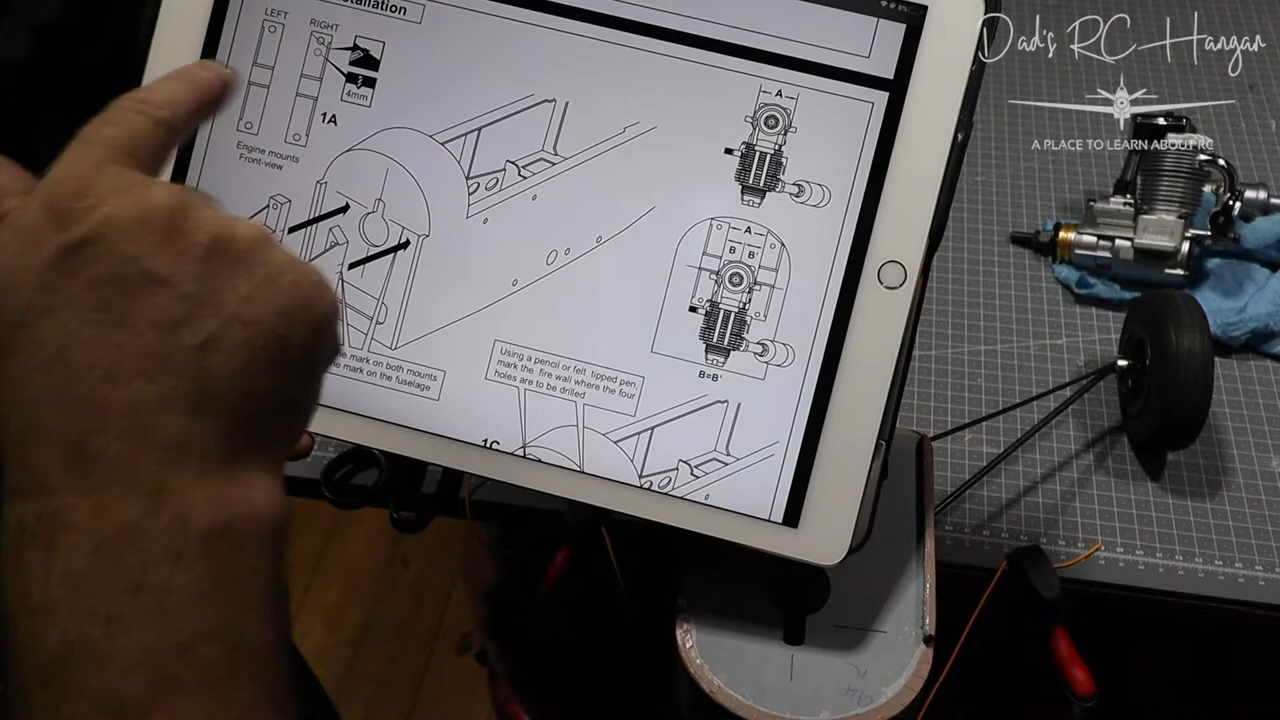 Installation
LEFT
RIGHT
4mm
1A
Engine mounts
Front-view
A
A
B B'
B=B'
mark on both mounts
mark on the fuselage
Using a pencil or felt tipped pen,
mark the fire wall where the four
holes are to be drilled
1C
5%
Dad's RC Hangar
A PLACE TO LEARN ABOUT RC